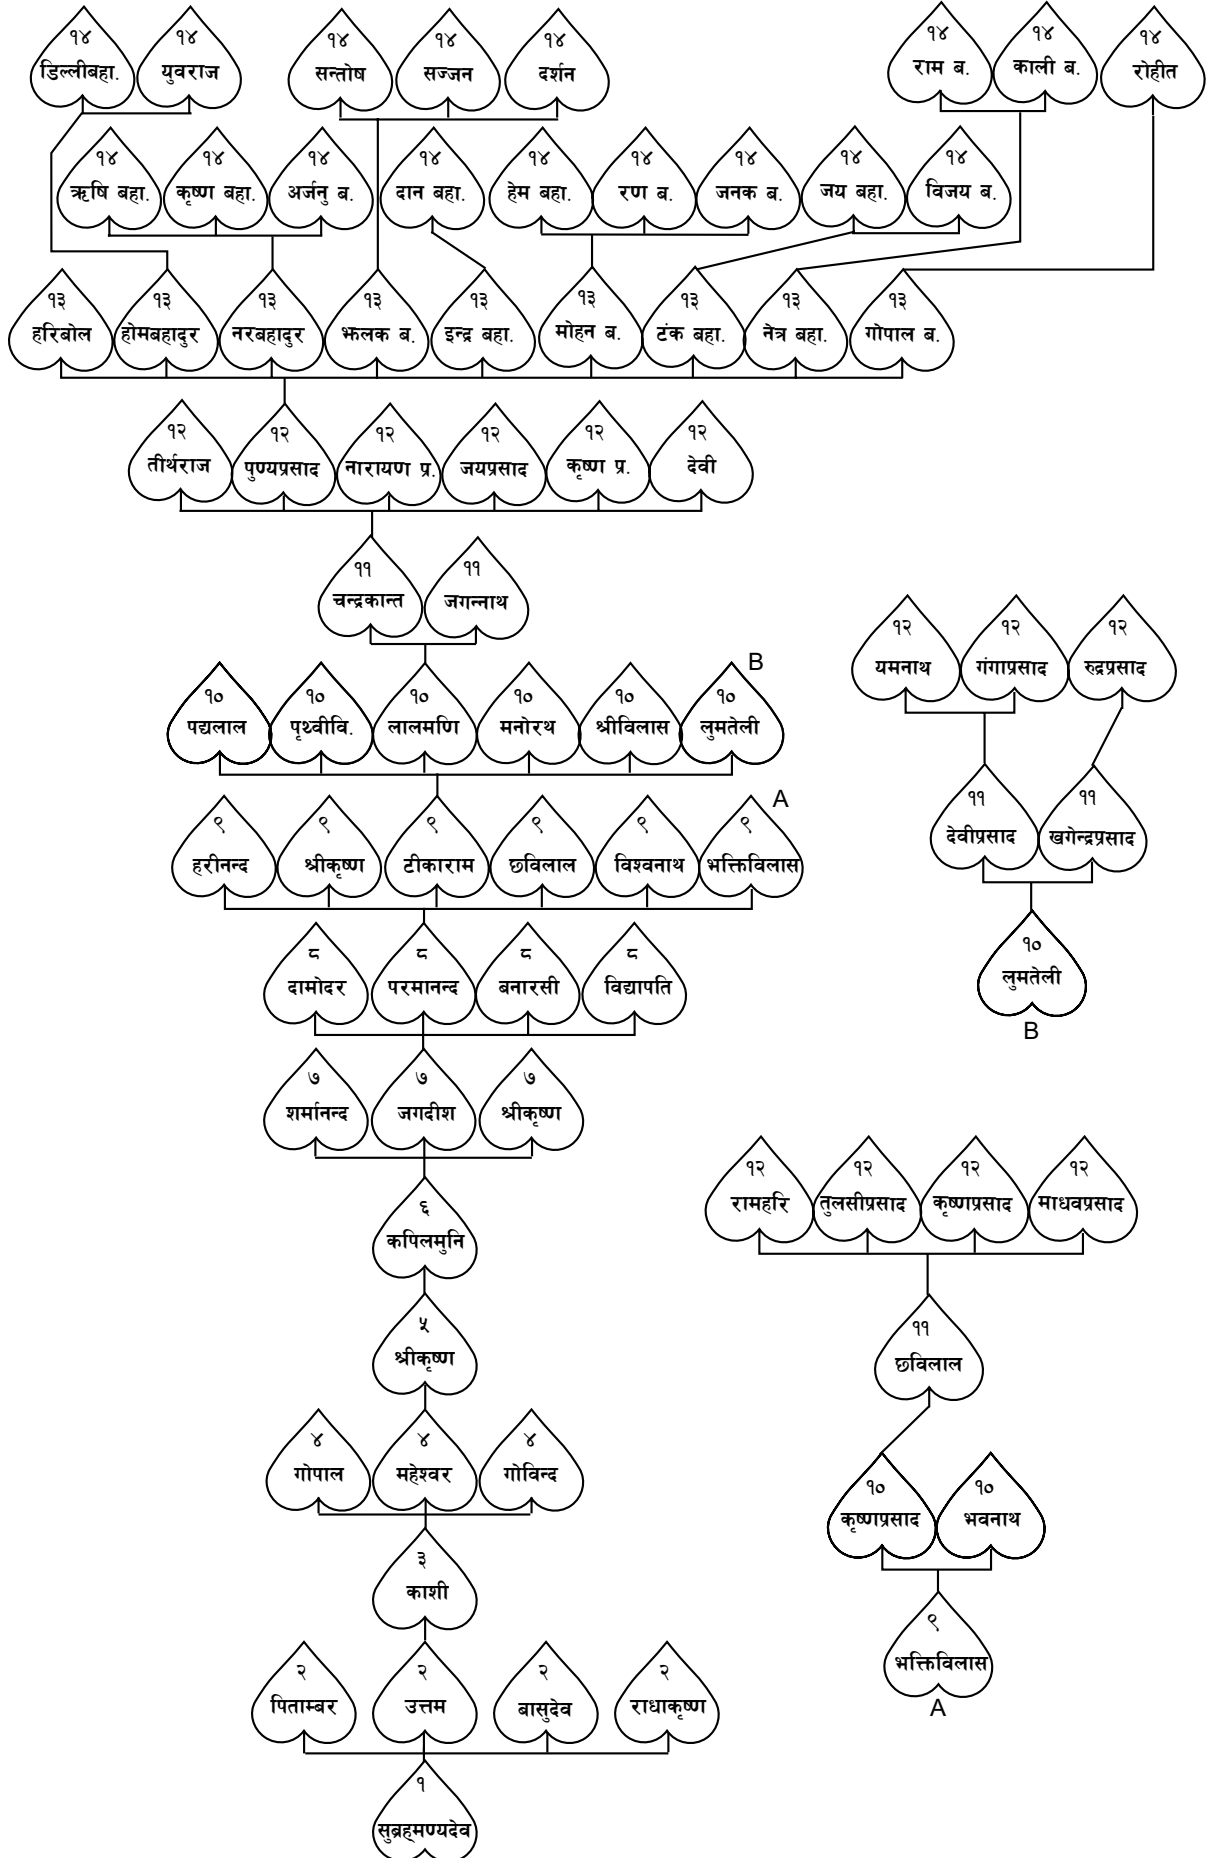 १४ १४ १४ १४ १४ १४ १४ १४
डिल्लीबहा. युवराज सन्तोष सज्जन दर्शन राम ब. काली ब. रोहीत
१४ १४ १४ १४ १४ १४ १४ १४ १४
ऋषि बहा. कृष्ण बहा. अर्जनु ब. दान बहा. हेम बहा. रण ब. जनक ब. जय बहा. विजय ब.
१३ १३ १३ १३ १३ १३ १३ १३ १३
हरिबोल होमबहादुर नरबहादुर झलक ब. इन्द्र बहा. मोहन ब. टंक बहा. नेत्र बहा. गोपाल ब.
१२ १२ १२ १२ १२ १२
तीर्थराज पुण्यप्रसाद नारायण प्र. जयप्रसाद कृष्ण प्र. देवी
११ ११
चन्द्रकान्त जगन्नाथ
B
१० १० १० १० १० १०
पद्यलाल पृथ्वीवि. लालमणि मनोरथ श्रीविलास लुमतेली
A
९ ९ ९ ९ ९ ९
हरीनन्द श्रीकृष्ण टीकाराम छविलाल विश्वनाथ भक्तिविलास
८ ८ ८ ८
दामोदर परमानन्द बनारसी विद्यापति
७ ७ ७
शर्मानन्द जगदीश श्रीकृष्ण
६
कपिलमुनि
५
श्रीकृष्ण
४ ४ ४
गोपाल महेश्वर गोविन्द
३
काशी
२ २ २ २
पिताम्बर उत्तम बासुदेव राधाकृष्ण
१
सुब्रह्मण्यदेव
१२ १२ १२
यमनाथ गंगाप्रसाद रुद्रप्रसाद
११ ११
देवीप्रसाद खगेन्द्रप्रसाद
१०
लुमतेली
B
१२ १२ १२ १२
रामहरि तुलसीप्रसाद कृष्णप्रसाद माधवप्रसाद
११
छविलाल
१० १०
कृष्णप्रसाद भवनाथ
९
भक्तिविलास
A